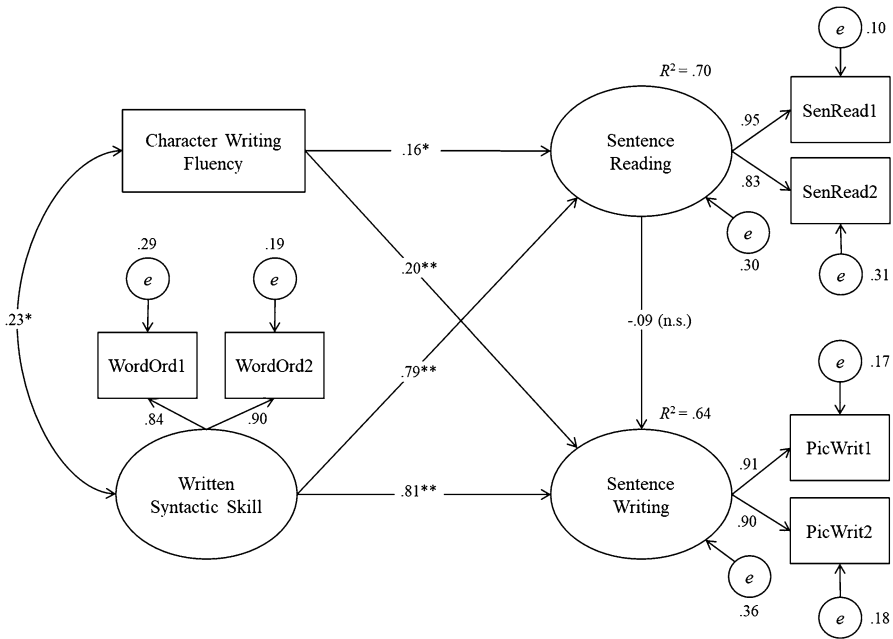 e .10
R² = .70
SenRead1
.95
Character Writing
Fluency
.16*
Sentence
Reading
.83
SenRead2
e
.30
e .31
.29
e
.19
e
.20**
.23*
-.09 (n.s.)
WordOrd1
WordOrd2
.79**
.84
.90
e .17
R² = .64
PicWrit1
.91
Written
Syntactic Skill
.81**
Sentence
Writing
.90
PicWrit2
e
.36
e .18